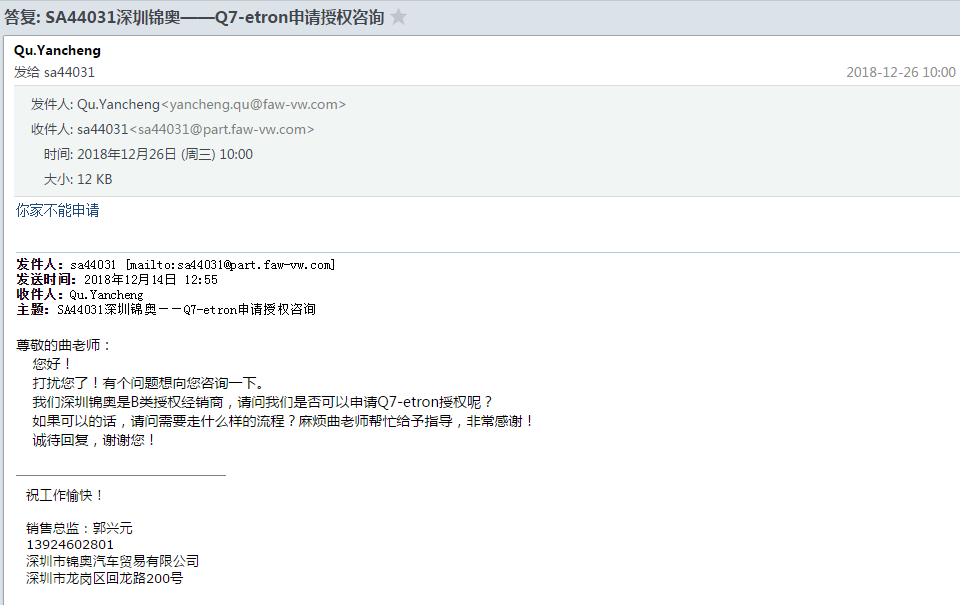 答复: SA44031深圳锦奥——Q7-etron申请授权咨询
Qu.Yancheng
发给 sa44031
2018-12-26 10:00
发件人: Qu.Yancheng<yancheng.qu@faw-vw.com>
收件人: sa44031<sa44031@part.faw-vw.com>
时间: 2018年12月26日 (周三) 10:00
大小: 12 KB
你家不能申请
发件人: sa44031 [mailto:sa44031@part.faw-vw.com]
发送时间: 2018年12月14日 12:55
收件人: Qu.Yancheng
主题: SA44031深圳锦奥——Q7-etron申请授权咨询
尊敬的曲老师：
您好！
打扰您了！有个问题想向您咨询一下。
我们深圳锦奥是B类授权经销商，请问我们是否可以申请Q7-etron授权呢？
如果可以的话，请问需要走什么样的流程？麻烦曲老师帮忙给予指导，非常感谢！
诚待回复，谢谢您！
祝工作愉快！
销售总监：郭兴元
13924602801
深圳市锦奥汽车贸易有限公司
深圳市龙岗区回龙路200号